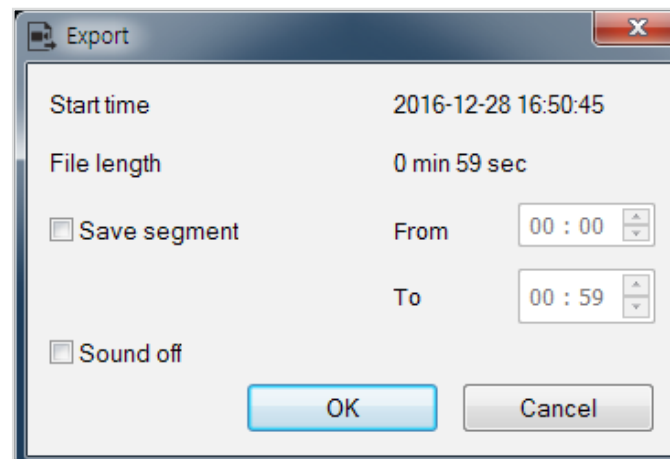 Export
Start time 2016-12-28 16:50:45
File length 0 min 59 sec
Save segment From 00 : 00
To 00 : 59
Sound off
OK Cancel